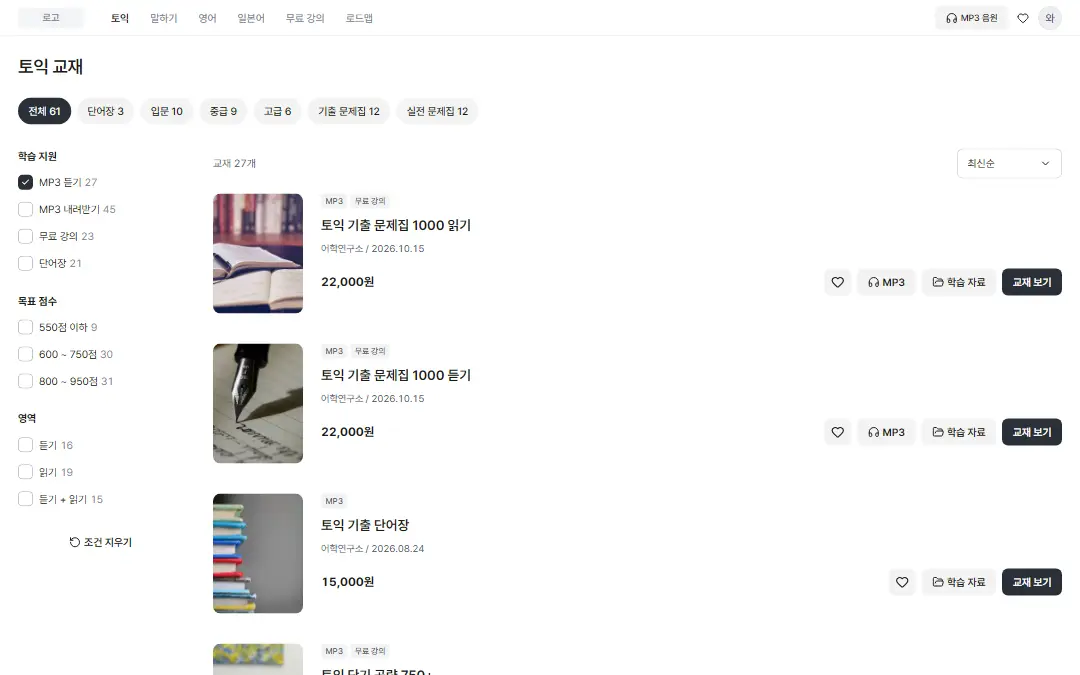 로고 토익 말하기 영어 일본어 무료 강의 로드맵 MP3 음원 와
토익 교재
전체 61 단어장 3 입문 10 중급 9 고급 6 기출 문제집 12 실전 문제집 12
학습 지원
MP3 듣기 27
MP3 내려받기 45
무료 강의 23
단어장 21
목표 점수
550점 이하 9
600 ~ 750점 30
800 ~ 950점 31
영역
듣기 16
읽기 19
듣기 + 읽기 15
조건 지우기
교재 27개 최신순
MP3 무료 강의
토익 기출 문제집 1000 읽기
어학연구소 / 2026.10.15
22,000원 MP3 학습 자료 교재 보기
MP3 무료 강의
토익 기출 문제집 1000 듣기
어학연구소 / 2026.10.15
22,000원 MP3 학습 자료 교재 보기
MP3
토익 기출 단어장
어학연구소 / 2026.08.24
15,000원 학습 자료 교재 보기
MP3 무료 강의
토익 단기 공략 750+